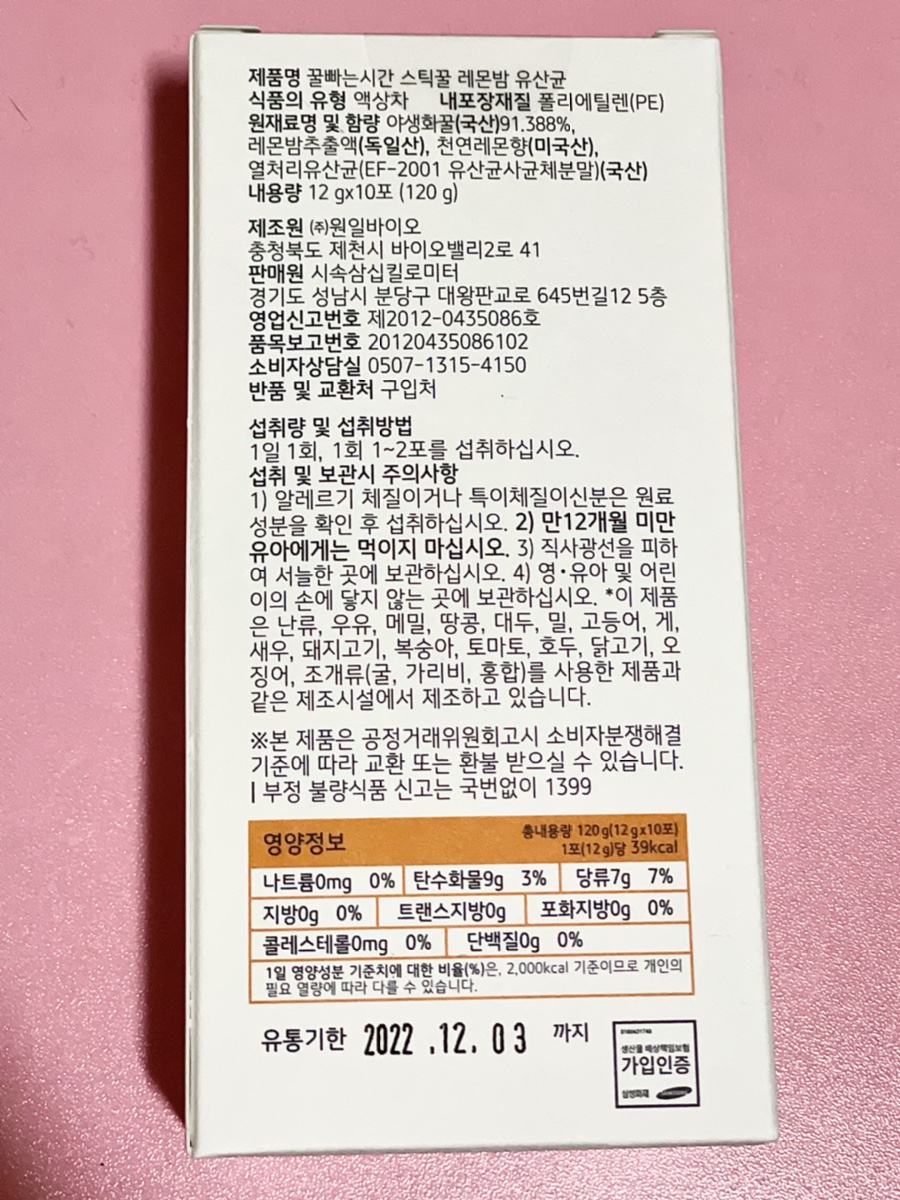 제품명 꿀빠는시간 스틱꿀 레몬밤 유산균
식품의 유형 액상차 내포장재질 폴리에틸렌(PE)
원재료명 및 함량 야생화꿀(국산)91.388%,
레몬밤추출액(독일산), 천연레몬향(미국산),
열처리유산균(EF-2001 유산균사균체분말)(국산)
내용량 12 gx10포 (120 g)
제조원 ㈜원일바이오
충청북도 제천시 바이오밸리2로 41
판매원 시속삼십킬로미터
경기도 성남시 분당구 대왕판교로 645번길12 5층
영업신고번호 제2012-0435086호
품목보고번호 20120435086102
소비자상담실 0507-1315-4150
반품 및 교환처 구입처
섭취량 및 섭취방법
1일 1회, 1회 1~2포를 섭취하십시오.
섭취 및 보관시 주의사항
1) 알레르기 체질이거나 특이체질이신분은 원료
성분을 확인 후 섭취하십시오. 2) 만12개월 미만
유아에게는 먹이지 마십시오. 3) 직사광선을 피하
여 서늘한 곳에 보관하십시오. 4) 영·유아 및 어린
이의 손에 닿지 않는 곳에 보관하십시오. *이 제품
은 난류, 우유, 메밀, 땅콩, 대두, 밀, 고등어, 게,
새우, 돼지고기, 복숭아, 토마토, 호두, 닭고기, 오
징어, 조개류(굴, 가리비, 홍합)를 사용한 제품과
같은 제조시설에서 제조하고 있습니다.
※본 제품은 공정거래위원회고시 소비자분쟁해결
기준에 따라 교환 또는 환불 받으실 수 있습니다.
| 부정 불량식품 신고는 국번없이 1399
영양정보 총내용량 120g(12gx10포)
1포(12g)당 39kcal
나트륨0mg 0% 탄수화물9g 3% 당류7g 7%
지방0g 0% 트랜스지방0g 포화지방0g 0%
콜레스테롤0mg 0% 단백질0g 0%
1일 영양성분 기준치에 대한 비율(%)은, 2,000kcal 기준이므로 개인의
필요 열량에 따라 다를 수 있습니다.
유통기한 2022.12.03 까지
생산물 배상책임보험
가입인증
삼성화재 SAMSUNG